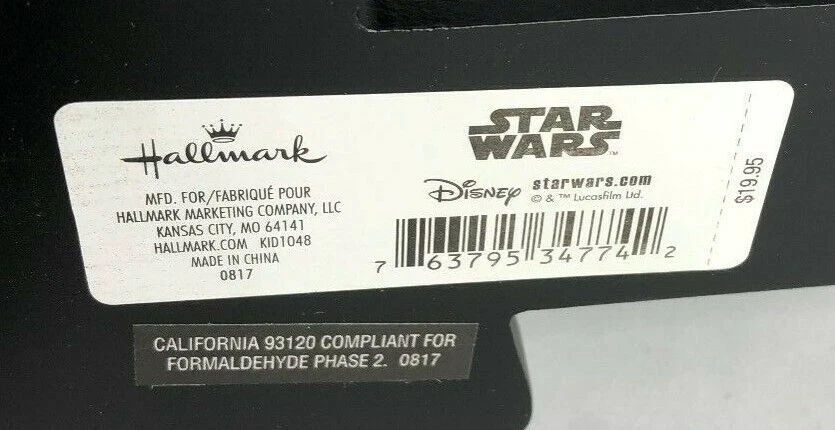 Hallmark
MFD. FOR/FABRIQUÉ POUR
HALLMARK MARKETING COMPANY, LLC
KANSAS CITY, MO 64141
HALLMARK.COM KID1048
MADE IN CHINA
0817
STAR
WARS™
Disney starwars.com
© & ™ Lucasfilm Ltd.
7 63795 34774 2
$19.95
CALIFORNIA 93120 COMPLIANT FOR
FORMALDEHYDE PHASE 2. 0817